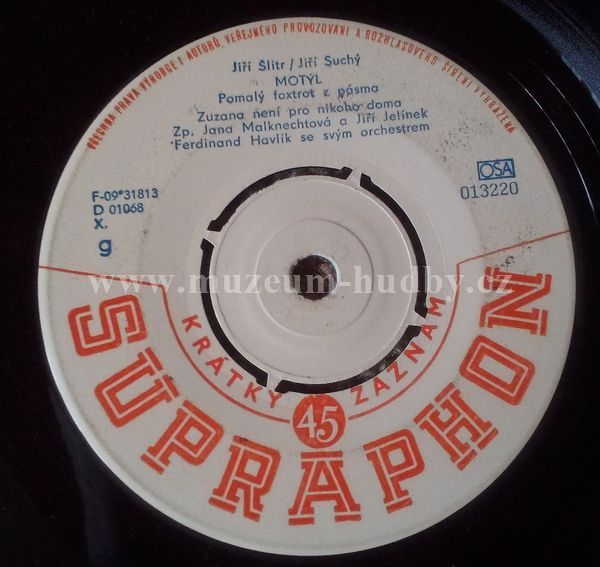 VŠECHNA PRÁVA VÝROBCE I AUTORŮ, VEŘEJNÉHO PROVOZOVÁNÍ A ROZHLASOVÉHO ŠÍŘENÍ VYHRAZENA
Jiří Šlitr / Jiří Suchý
MOTÝL
Pomalý foxtrot z pásma
Zuzana není pro nikoho doma
Zp. Jana Malknechtová a Jiří Jelínek
Ferdinand Havlík se svým orchestrem
F-09*31813
D 01068
X.
g
OSA
013220
www.muzeum-hudby.cz
KRÁTKÝ 45 ZÁZNAM
SUPRAPHON